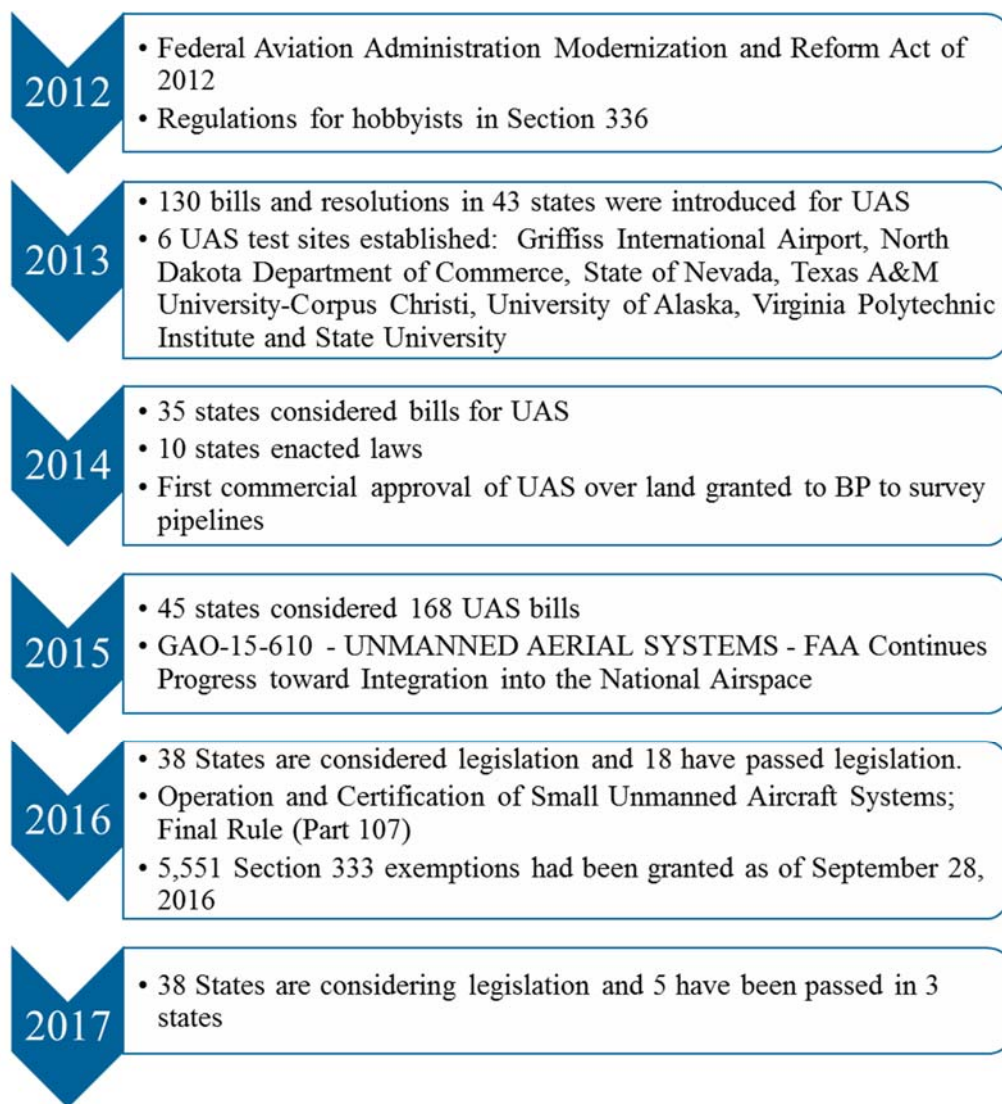 2012
• Federal Aviation Administration Modernization and Reform Act of
2012
• Regulations for hobbyists in Section 336
2013
• 130 bills and resolutions in 43 states were introduced for UAS
• 6 UAS test sites established: Griffiss International Airport, North
Dakota Department of Commerce, State of Nevada, Texas A&M
University-Corpus Christi, University of Alaska, Virginia Polytechnic
Institute and State University
2014
• 35 states considered bills for UAS
• 10 states enacted laws
• First commercial approval of UAS over land granted to BP to survey
pipelines
2015
• 45 states considered 168 UAS bills
• GAO-15-610 - UNMANNED AERIAL SYSTEMS - FAA Continues
Progress toward Integration into the National Airspace
2016
• 38 States are considered legislation and 18 have passed legislation.
• Operation and Certification of Small Unmanned Aircraft Systems;
Final Rule (Part 107)
• 5,551 Section 333 exemptions had been granted as of September 28,
2016
2017
• 38 States are considering legislation and 5 have been passed in 3
states